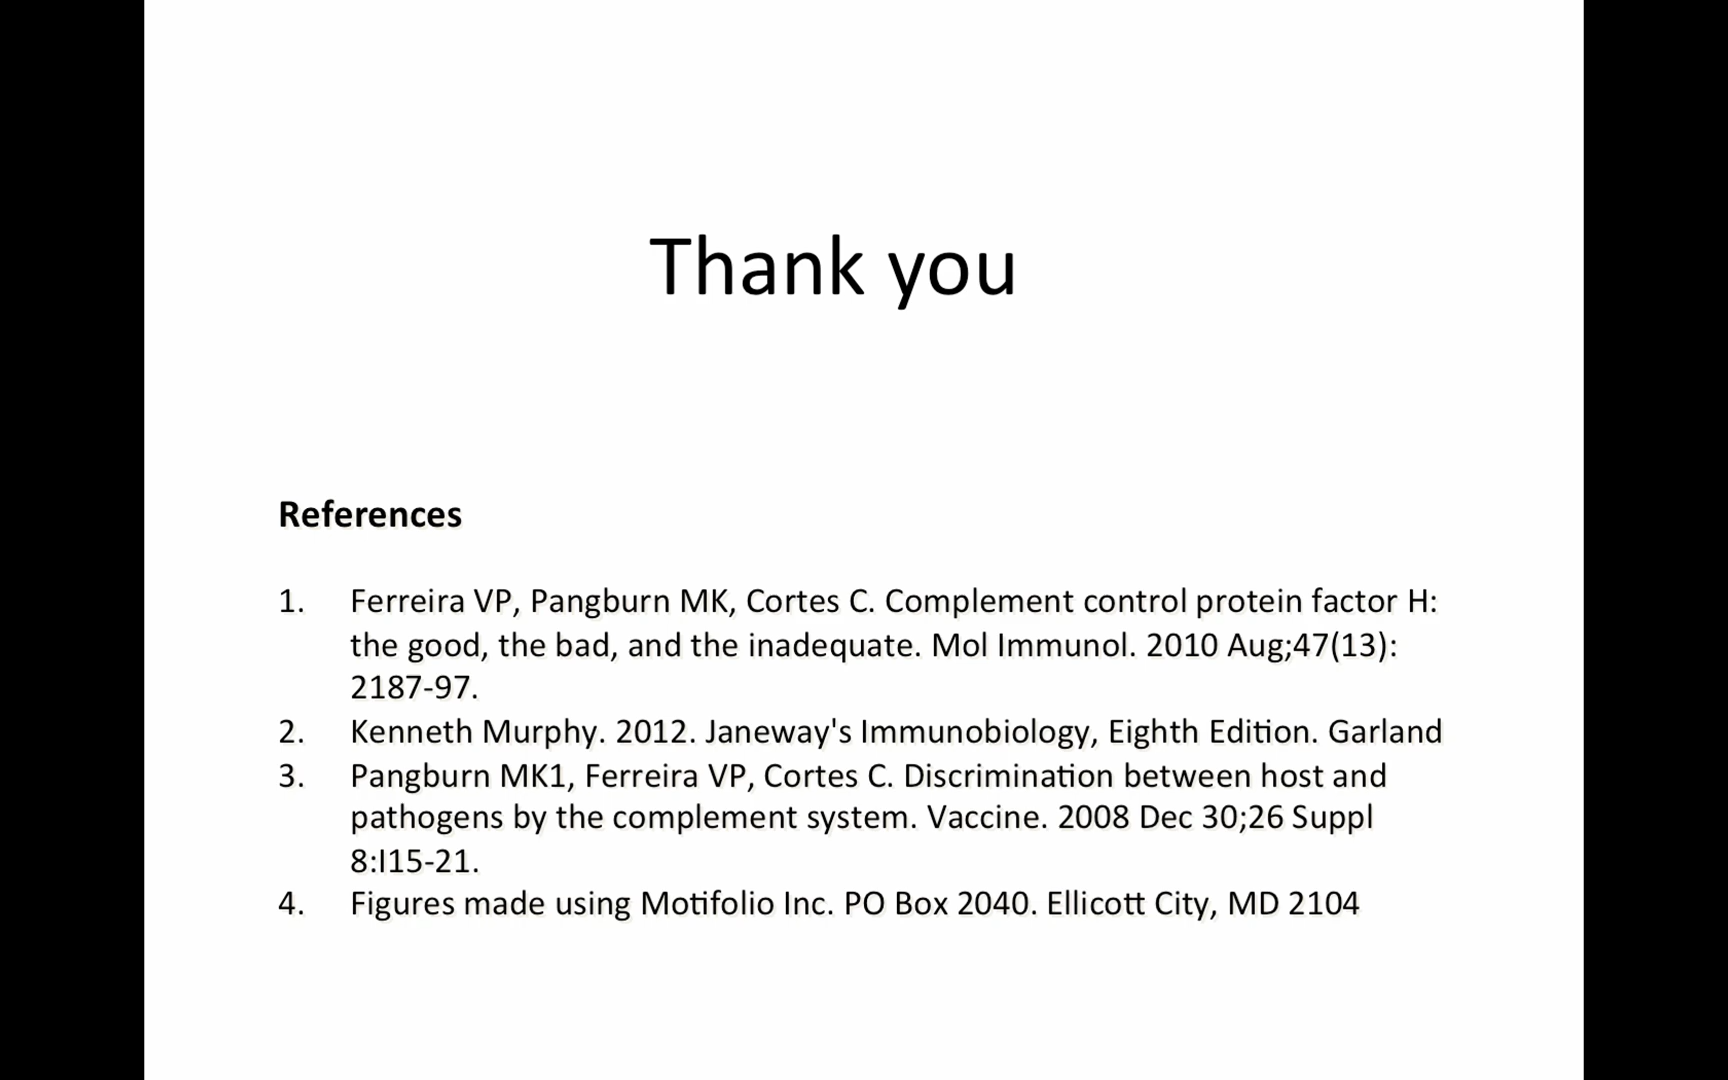 Thank you
References
1. Ferreira VP, Pangburn MK, Cortes C. Complement control protein factor H:
the good, the bad, and the inadequate. Mol Immunol. 2010 Aug;47(13):
2187-97.
2. Kenneth Murphy. 2012. Janeway's Immunobiology, Eighth Edition. Garland
3. Pangburn MK1, Ferreira VP, Cortes C. Discrimination between host and
pathogens by the complement system. Vaccine. 2008 Dec 30;26 Suppl
8:I15-21.
4. Figures made using Motifolio Inc. PO Box 2040. Ellicott City, MD 2104